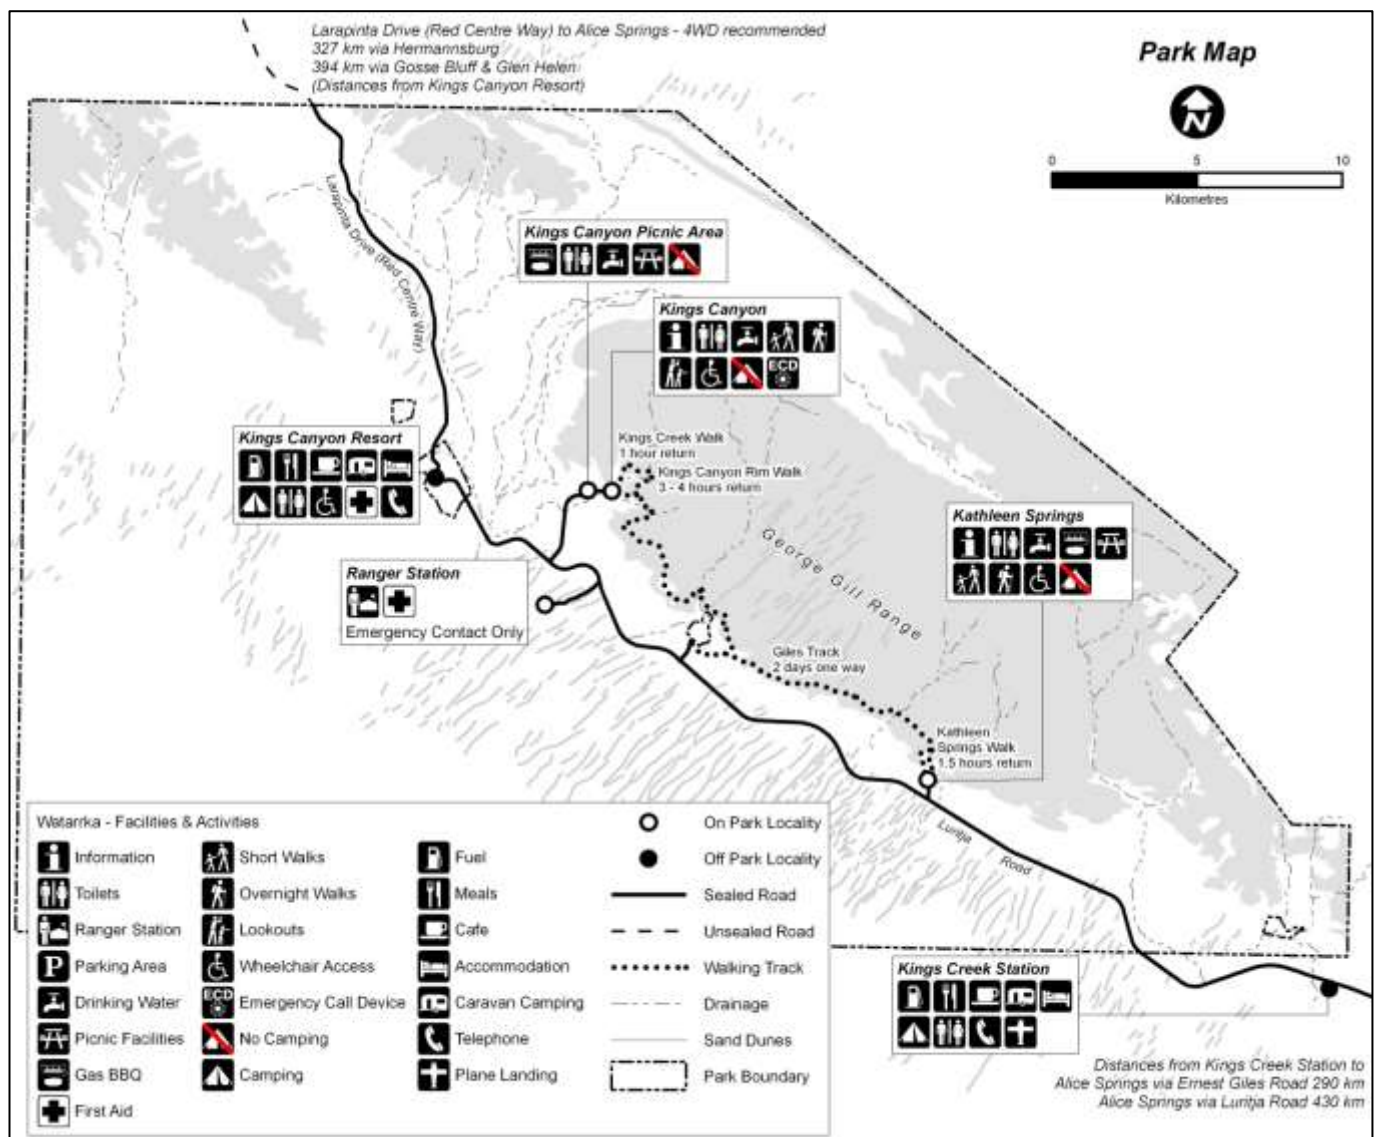 Larapinta Drive (Red Centre Way) to Alice Springs - 4WD recommended
327 km via Hermannsburg
394 km via Gosse Bluff & Glen Helen
(Distances from Kings Canyon Resort)
Park Map
N
0 5 10
Kilometres
Larapinta Drive (Red Centre Way)
Kings Canyon Picnic Area
Kings Canyon
ECD
Kings Canyon Resort
Kings Creek Walk
1 hour return
Kings Canyon Rim Walk
3 - 4 hours return
Kathleen Springs
George Gill Range
Ranger Station
Emergency Contact Only
Giles Track
2 days one way
Kathleen
Springs Walk
1.5 hours return
Luritja Road
Watarrka - Facilities & Activities
Information
Toilets
Ranger Station
P Parking Area
Drinking Water
Picnic Facilities
Gas BBQ
First Aid
Short Walks
Overnight Walks
Lookouts
Wheelchair Access
ECD Emergency Call Device
No Camping
Camping
Fuel
Meals
Cafe
Accommodation
Caravan Camping
Telephone
Plane Landing
On Park Locality
Off Park Locality
Sealed Road
Unsealed Road
Walking Track
Drainage
Sand Dunes
Park Boundary
Kings Creek Station
Distances from Kings Creek Station to
Alice Springs via Ernest Giles Road 290 km
Alice Springs via Luritja Road 430 km